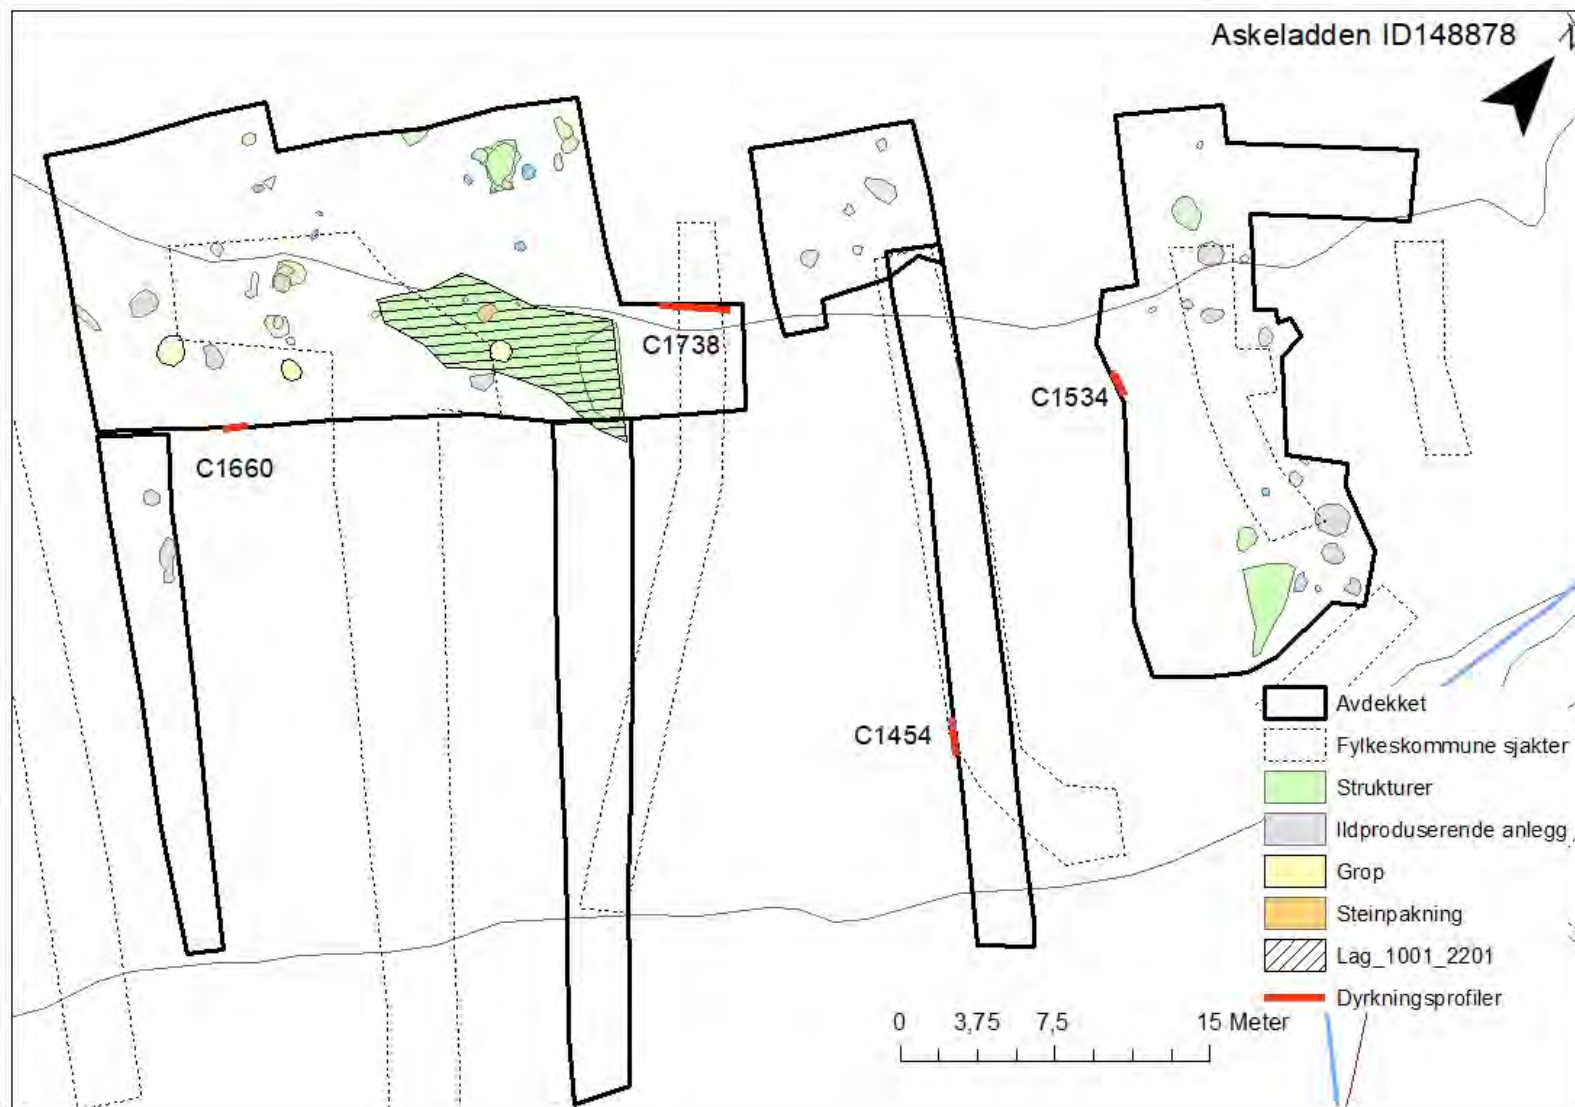 Askeladden ID148878
C1738
C1534
C1660
C1454
Avdekket
Fylkeskommune sjakter
Strukturer
Ildproduserende anlegg
Grop
Steinpakning
Lag_1001_2201
Dyrkningsprofiler
0 3,75 7,5 15 Meter